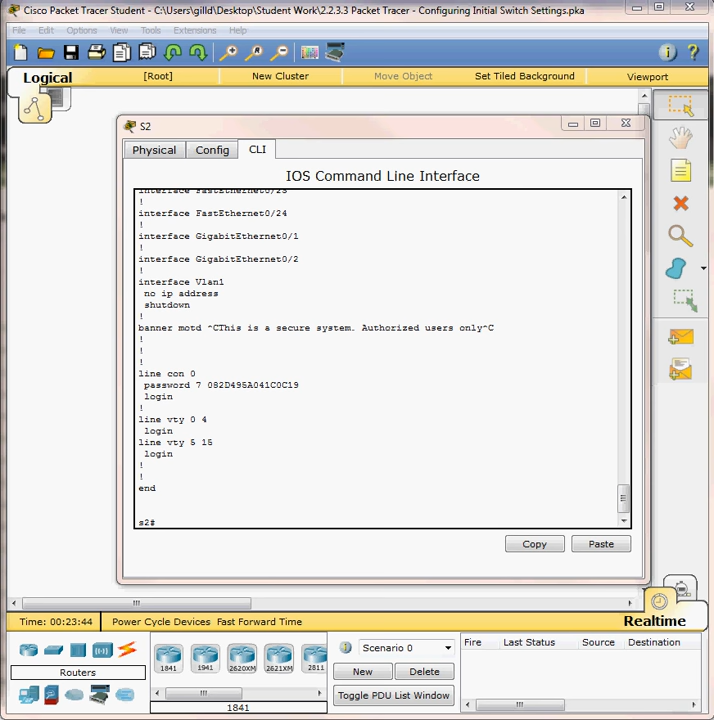 Cisco Packet Tracer Student - C:\Users\gilld\Desktop\Student Work\2.2.3.3 Packet Tracer - Configuring Initial Switch Settings.pka
File Edit Options View Tools Extensions Help
Logical [Root] New Cluster Move Object Set Tiled Background Viewport
S2
Physical Config CLI
IOS Command Line Interface
interface FastEthernet0/23
!
interface FastEthernet0/24
!
interface GigabitEthernet0/1
!
interface GigabitEthernet0/2
!
interface Vlan1
no ip address
shutdown
!
banner motd ^CThis is a secure system. Authorized users only^C
!
!
!
line con 0
password 7 082D495A041C0C19
login
!
line vty 0 4
login
line vty 5 15
login
!
!
end
s2#
Copy Paste
Time: 00:23:44 Power Cycle Devices Fast Forward Time
Realtime
Routers
1841 1941 2620XM 2621XM 2811
1841
Scenario 0
New Delete
Toggle PDU List Window
Fire Last Status Source Destination